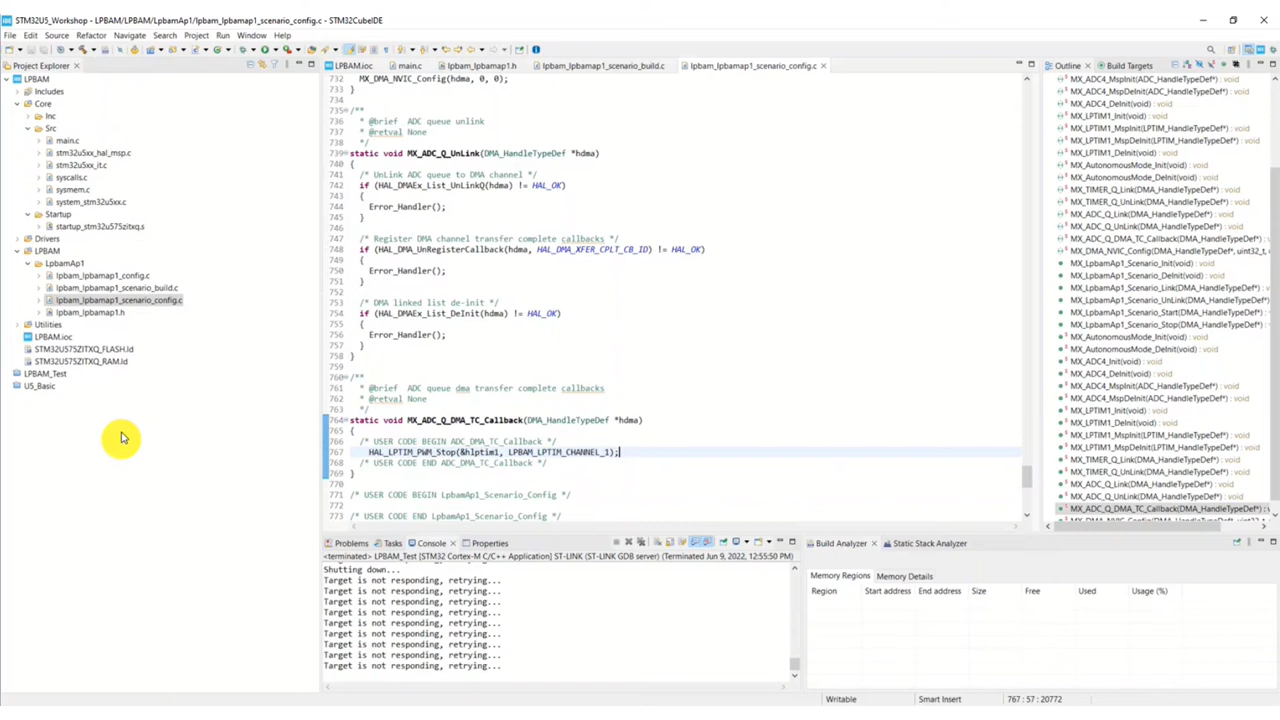 STM32U5_Workshop - LPBAM/LPBAM/LpbamAp1/lpbam_lpbamap1_scenario_config.c - STM32CubeIDE
File Edit Source Refactor Navigate Search Project Run Window Help
Project Explorer
LPBAM
Includes
Core
Inc
Src
main.c
stm32u5xx_hal_msp.c
stm32u5xx_it.c
syscalls.c
sysmem.c
system_stm32u5xx.c
Startup
startup_stm32u575zitxq.s
Drivers
LPBAM
LpbamAp1
lpbam_lpbamap1_config.c
lpbam_lpbamap1_scenario_build.c
lpbam_lpbamap1_scenario_config.c
lpbam_lpbamap1.h
Utilities
LPBAM.ioc
STM32U575ZITXQ_FLASH.ld
STM32U575ZITXQ_RAM.ld
LPBAM_Test
U5_Basic
LPBAM.ioc main.c lpbam_lpbamap1.h lpbam_lpbamap1_scenario_build.c lpbam_lpbamap1_scenario_config.c
732 MX_DMA_NVIC_Config(hdma, 0, 0);
733 }
734
735 /**
736 * @brief ADC queue unlink
737 * @retval None
738 */
739 static void MX_ADC_Q_UnLink(DMA_HandleTypeDef *hdma)
740 {
741 /* UnLink ADC queue to DMA channel */
742 if (HAL_DMAEx_List_UnLinkQ(hdma) != HAL_OK)
743 {
744 Error_Handler();
745 }
746
747 /* Register DMA channel transfer complete callbacks */
748 if (HAL_DMA_UnRegisterCallback(hdma, HAL_DMA_XFER_CPLT_CB_ID) != HAL_OK)
749 {
750 Error_Handler();
751 }
752
753 /* DMA linked list de-init */
754 if (HAL_DMAEx_List_DeInit(hdma) != HAL_OK)
755 {
756 Error_Handler();
757 }
758 }
759
760 /**
761 * @brief ADC queue dma transfer complete callbacks
762 * @retval None
763 */
764 static void MX_ADC_Q_DMA_TC_Callback(DMA_HandleTypeDef *hdma)
765 {
766 /* USER CODE BEGIN ADC_DMA_TC_Callback */
767 HAL_LPTIM_PWM_Stop(&hlptim1, LPBAM_LPTIM_CHANNEL_1);
768 /* USER CODE END ADC_DMA_TC_Callback */
769 }
770
771 /* USER CODE BEGIN LpbamAp1_Scenario_Config */
772
773 /* USER CODE END LpbamAp1_Scenario_Config */
Outline Build Targets
MX_ADC4_MspInit(ADC_HandleTypeDef*)
MX_ADC4_MspDeInit(ADC_HandleTypeDef*)
MX_ADC4_DeInit(void) : void
MX_LPTIM1_Init(void) : void
MX_LPTIM1_MspInit(LPTIM_HandleTypeDef*)
MX_LPTIM1_MspDeInit(LPTIM_HandleTypeDef*)
MX_LPTIM1_DeInit(void) : void
MX_AutonomousMode_Init(void) : void
MX_AutonomousMode_DeInit(void) : void
MX_TIMER_Q_Link(DMA_HandleTypeDef*)
MX_TIMER_Q_UnLink(DMA_HandleTypeDef*)
MX_ADC_Q_Link(DMA_HandleTypeDef*) : void
MX_ADC_Q_UnLink(DMA_HandleTypeDef*)
MX_ADC_Q_DMA_TC_Callback(DMA_HandleTypeDef*)
MX_DMA_NVIC_Config(DMA_HandleTypeDef*, uint32_t,
MX_LpbamAp1_Scenario_Init(void) : void
MX_LpbamAp1_Scenario_DeInit(void) : void
MX_LpbamAp1_Scenario_Link(DMA_HandleTypeDef*)
MX_LpbamAp1_Scenario_UnLink(DMA_HandleTypeDef*)
MX_LpbamAp1_Scenario_Start(DMA_HandleTypeDef*)
MX_LpbamAp1_Scenario_Stop(DMA_HandleTypeDef*)
MX_AutonomousMode_Init(void) : void
MX_AutonomousMode_DeInit(void) : void
MX_ADC4_Init(void) : void
MX_ADC4_DeInit(void) : void
MX_ADC4_MspInit(ADC_HandleTypeDef*) : void
MX_ADC4_MspDeInit(ADC_HandleTypeDef*)
MX_LPTIM1_Init(void) : void
MX_LPTIM1_DeInit(void) : void
MX_LPTIM1_MspInit(LPTIM_HandleTypeDef*)
MX_LPTIM1_MspDeInit(LPTIM_HandleTypeDef*)
MX_TIMER_Q_Link(DMA_HandleTypeDef*) : void
MX_TIMER_Q_UnLink(DMA_HandleTypeDef*)
MX_ADC_Q_Link(DMA_HandleTypeDef*) : void
MX_ADC_Q_UnLink(DMA_HandleTypeDef*) : void
MX_ADC_Q_DMA_TC_Callback(DMA_HandleTypeDef*)
Problems Tasks Console Properties
<terminated> LPBAM_Test [STM32 Cortex-M C/C++ Application] ST-LINK (ST-LINK GDB server) (Terminated Jun 9, 2022, 12:55:50 PM)
Shutting down...
Target is not responding, retrying...
Target is not responding, retrying...
Target is not responding, retrying...
Target is not responding, retrying...
Target is not responding, retrying...
Target is not responding, retrying...
Target is not responding, retrying...
Target is not responding, retrying...
Target is not responding, retrying...
Build Analyzer Static Stack Analyzer
Memory Regions Memory Details
Region Start address End address Size Free Used Usage (%)
Writable Smart Insert 767 : 57 : 20772